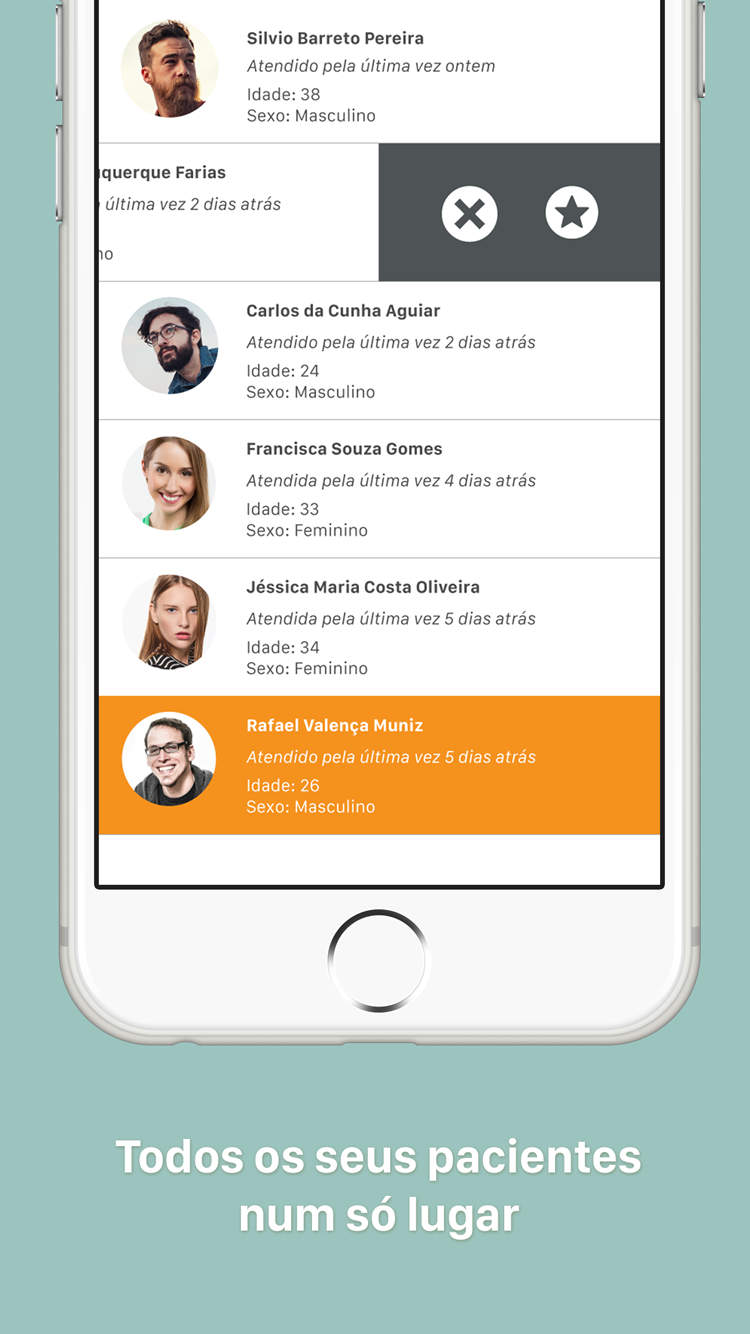 Silvio Barreto Pereira
Atendido pela última vez ontem
Idade: 38
Sexo: Masculino
Farias
última vez 2 dias atrás
Carlos da Cunha Aguiar
Atendido pela última vez 2 dias atrás
Idade: 24
Sexo: Masculino
Francisca Souza Gomes
Atendida pela última vez 4 dias atrás
Idade: 33
Sexo: Feminino
Jéssica Maria Costa Oliveira
Atendida pela última vez 5 dias atrás
Idade: 34
Sexo: Feminino
Rafael Valença Muniz
Atendido pela última vez 5 dias atrás
Idade: 26
Sexo: Masculino
Todos os seus pacientes
num só lugar